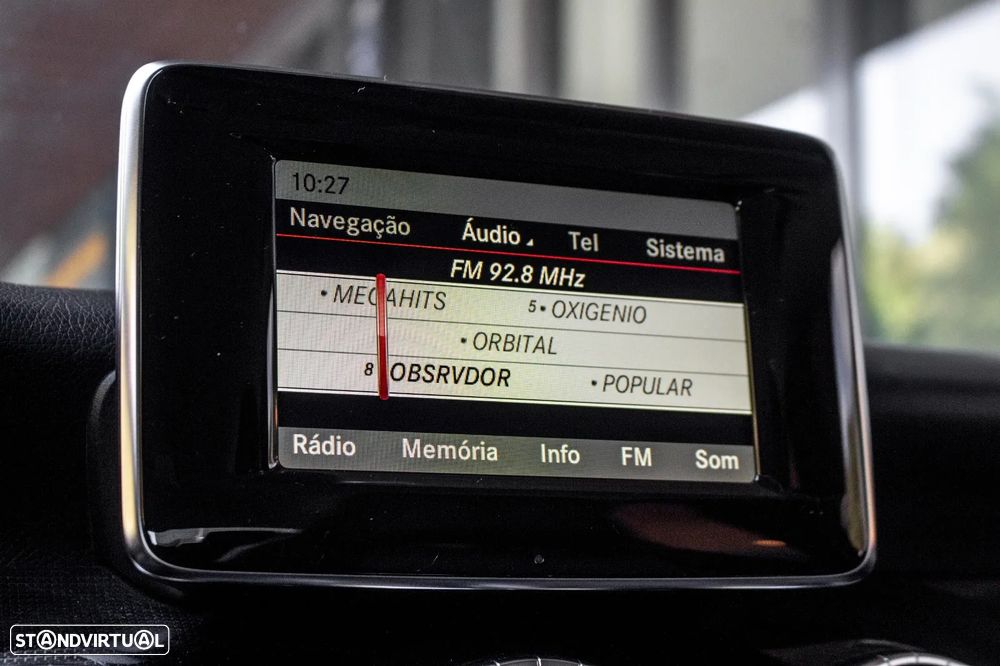 10:27
Navegação Áudio Tel Sistema
FM 92.8 MHz
• MEGAHITS 5• OXIGENIO
• ORBITAL
8 OBSRVDOR • POPULAR
Rádio Memória Info FM Som
STANDVIRTUAL